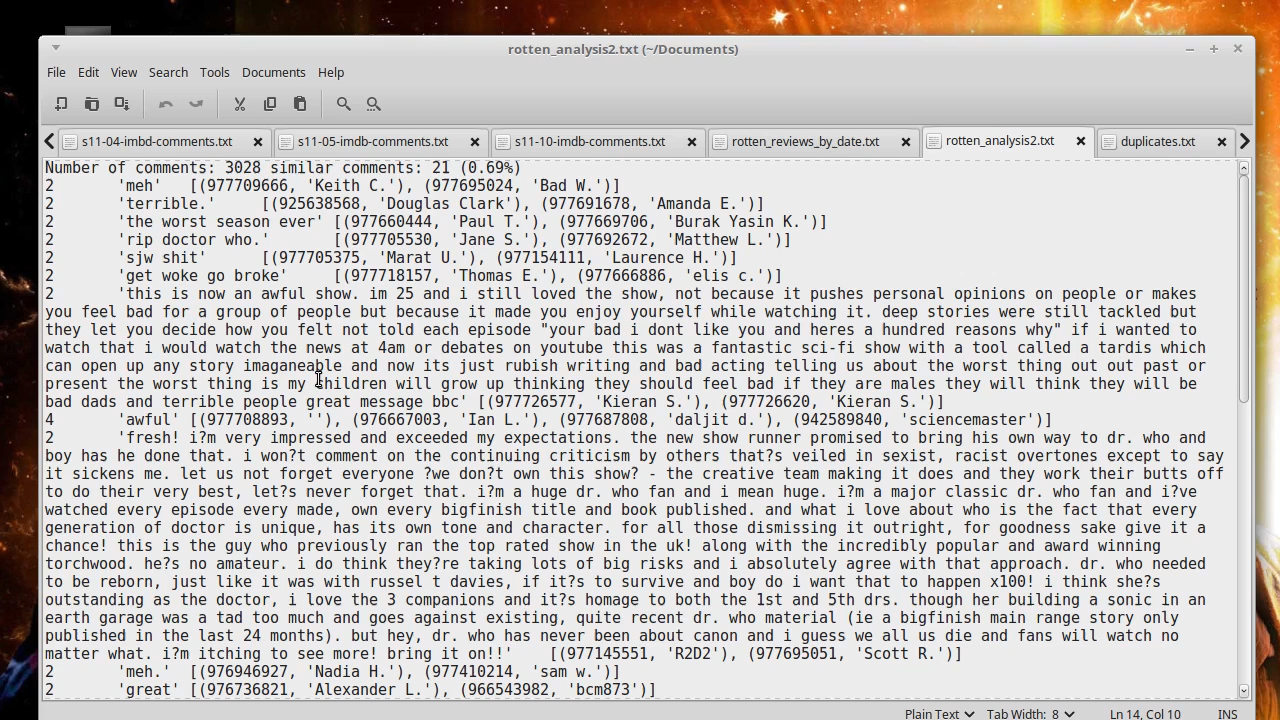 rotten_analysis2.txt (~/Documents)
File Edit View Search Tools Documents Help
s11-04-imbd-comments.txt s11-05-imdb-comments.txt s11-10-imdb-comments.txt rotten_reviews_by_date.txt rotten_analysis2.txt duplicates.txt
Number of comments: 3028 similar comments: 21 (0.69%)
2 'meh' [(977709666, 'Keith C.'), (977695024, 'Bad W.')]
2 'terrible.' [(925638568, 'Douglas Clark'), (977691678, 'Amanda E.')]
2 'the worst season ever' [(977660444, 'Paul T.'), (977669706, 'Burak Yasin K.')]
2 'rip doctor who.' [(977705530, 'Jane S.'), (977692672, 'Matthew L.')]
2 'sjw shit' [(977705375, 'Marat U.'), (977154111, 'Laurence H.')]
2 'get woke go broke' [(977718157, 'Thomas E.'), (977666886, 'elis c.')]
2 'this is now an awful show. im 25 and i still loved the show, not because it pushes personal opinions on people or makes
you feel bad for a group of people but because it made you enjoy yourself while watching it. deep stories were still tackled but
they let you decide how you felt not told each episode "your bad i dont like you and heres a hundred reasons why" if i wanted to
watch that i would watch the news at 4am or debates on youtube this was a fantastic sci-fi show with a tool called a tardis which
can open up any story imaganeable and now its just rubish writing and bad acting telling us about the worst thing out out past or
present the worst thing is my children will grow up thinking they should feel bad if they are males they will think they will be
bad dads and terrible people great message bbc' [(977726577, 'Kieran S.'), (977726620, 'Kieran S.')]
4 'awful' [(977708893, ''), (976667003, 'Ian L.'), (977687808, 'daljit d.'), (942589840, 'sciencemaster')]
2 'fresh! i?m very impressed and exceeded my expectations. the new show runner promised to bring his own way to dr. who and
boy has he done that. i won?t comment on the continuing criticism by others that?s veiled in sexist, racist overtones except to say
it sickens me. let us not forget everyone ?we don?t own this show? - the creative team making it does and they work their butts off
to do their very best, let?s never forget that. i?m a huge dr. who fan and i mean huge. i?m a major classic dr. who fan and i?ve
watched every episode every made, own every bigfinish title and book published. and what i love about who is the fact that every
generation of doctor is unique, has its own tone and character. for all those dismissing it outright, for goodness sake give it a
chance! this is the guy who previously ran the top rated show in the uk! along with the incredibly popular and award winning
torchwood. he?s no amateur. i do think they?re taking lots of big risks and i absolutely agree with that approach. dr. who needed
to be reborn, just like it was with russel t davies, if it?s to survive and boy do i want that to happen x100! i think she?s
outstanding as the doctor, i love the 3 companions and it?s homage to both the 1st and 5th drs. though her building a sonic in an
earth garage was a tad too much and goes against existing, quite recent dr. who material (ie a bigfinish main range story only
published in the last 24 months). but hey, dr. who has never been about canon and i guess we all us die and fans will watch no
matter what. i?m itching to see more! bring it on!!' [(977145551, 'R2D2'), (977695051, 'Scott R.')]
2 'meh.' [(976946927, 'Nadia H.'), (977410214, 'sam w.')]
2 'great' [(976736821, 'Alexander L.'), (966543982, 'bcm873')]
Plain Text Tab Width: 8 Ln 14, Col 10 INS